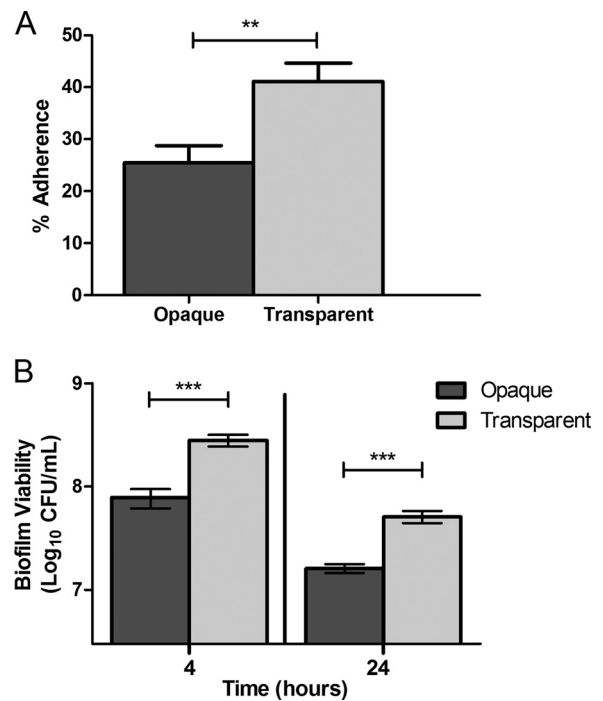 A
% Adherence
50
40
30
20
10
0
**
Opaque
Transparent
B
Biofilm Viability
(Log10 CFU/mL)
9
8
7
***
***
Opaque
Transparent
4
24
Time (hours)